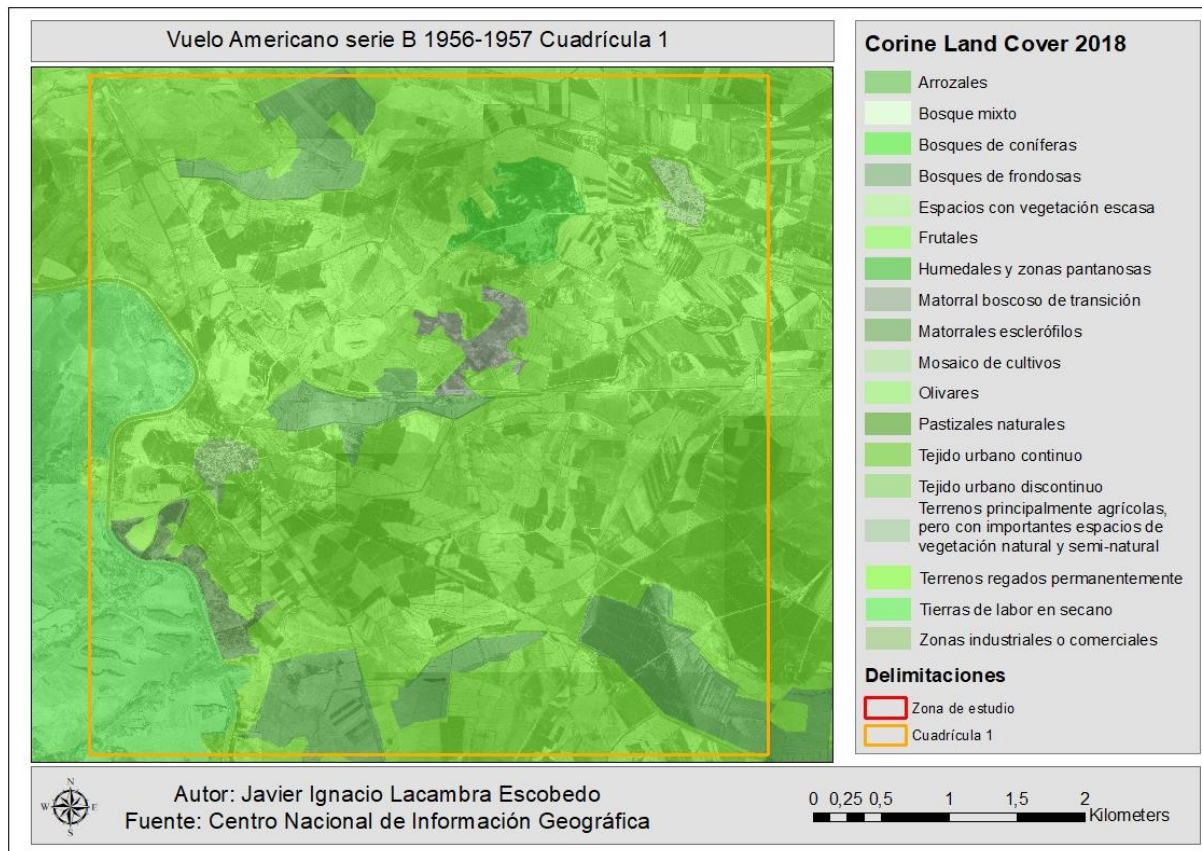 Vuelo Americano serie B 1956-1957 Cuadrícula 1
Corine Land Cover 2018
Arrozales
Bosque mixto
Bosques de coníferas
Bosques de frondosas
Espacios con vegetación escasa
Frutales
Humedales y zonas pantanosas
Matorral boscoso de transición
Matorrales esclerófilos
Mosaico de cultivos
Olivares
Pastizales naturales
Tejido urbano continuo
Tejido urbano discontinuo
Terrenos principalmente agrícolas,
pero con importantes espacios de
vegetación natural y semi-natural
Terrenos regados permanentemente
Tierras de labor en secano
Zonas industriales o comerciales
Delimitaciones
Zona de estudio
Cuadrícula 1
N
W E
S
Autor: Javier Ignacio Lacambra Escobedo
Fuente: Centro Nacional de Información Geográfica
0 0,25 0,5 1 1,5 2
Kilometers